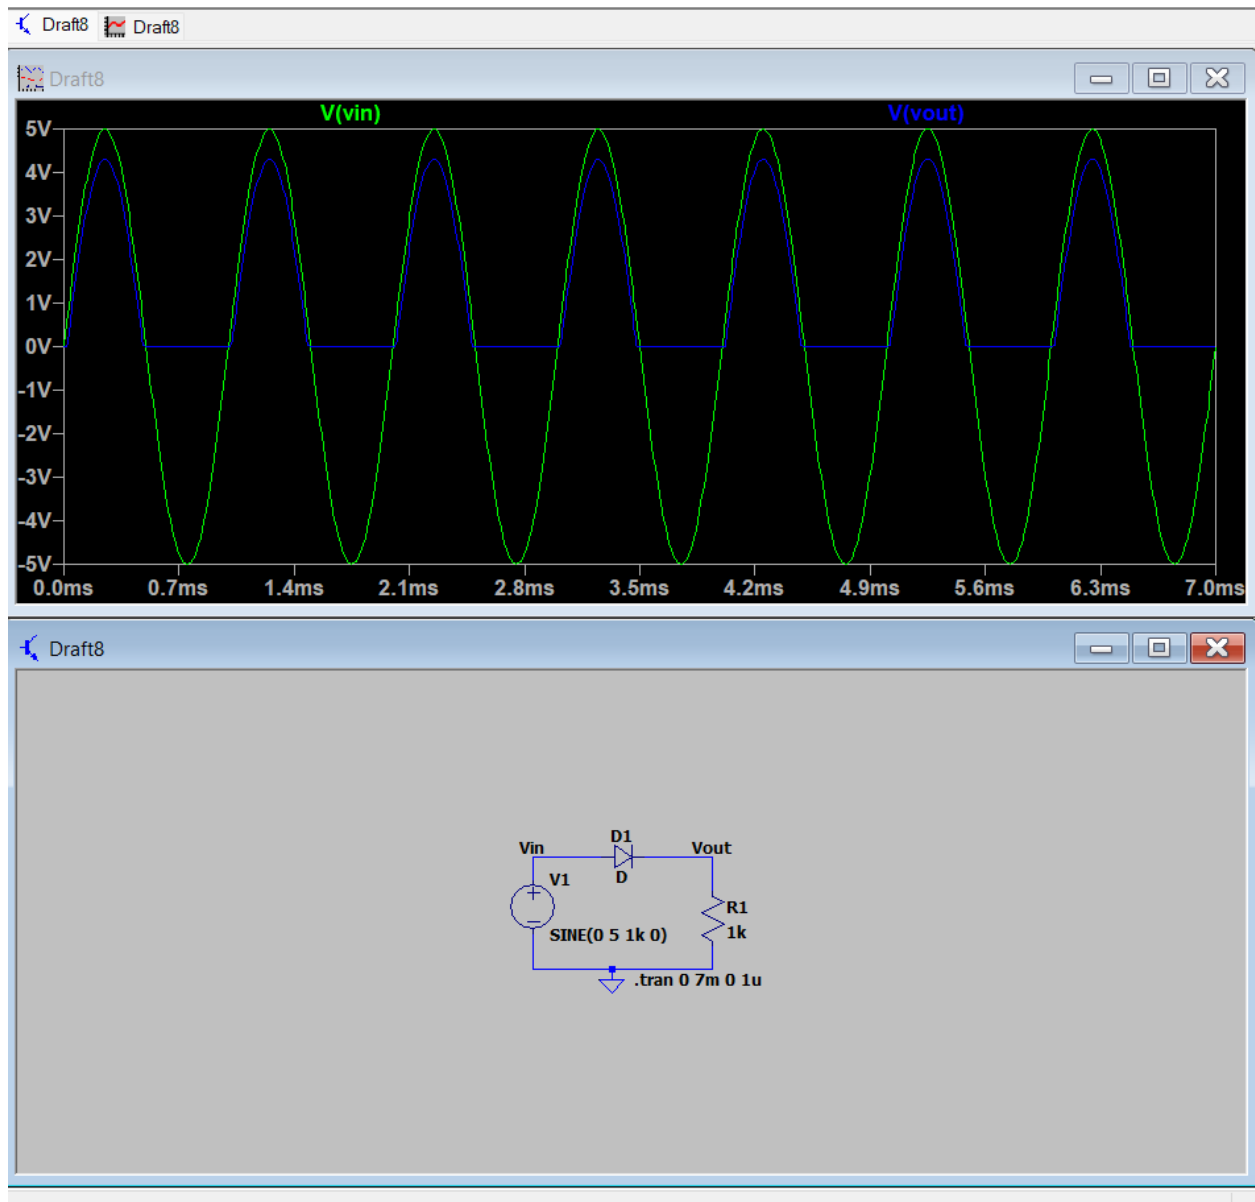 Draft8 Draft8
Draft8
V(vin) V(vout)
5V
4V
3V
2V
1V
0V
-1V
-2V
-3V
-4V
-5V
0.0ms 0.7ms 1.4ms 2.1ms 2.8ms 3.5ms 4.2ms 4.9ms 5.6ms 6.3ms 7.0ms
Draft8
D1
Vin Vout
V1 D
R1
SINE(0 5 1k 0) 1k
.tran 0 7m 0 1u